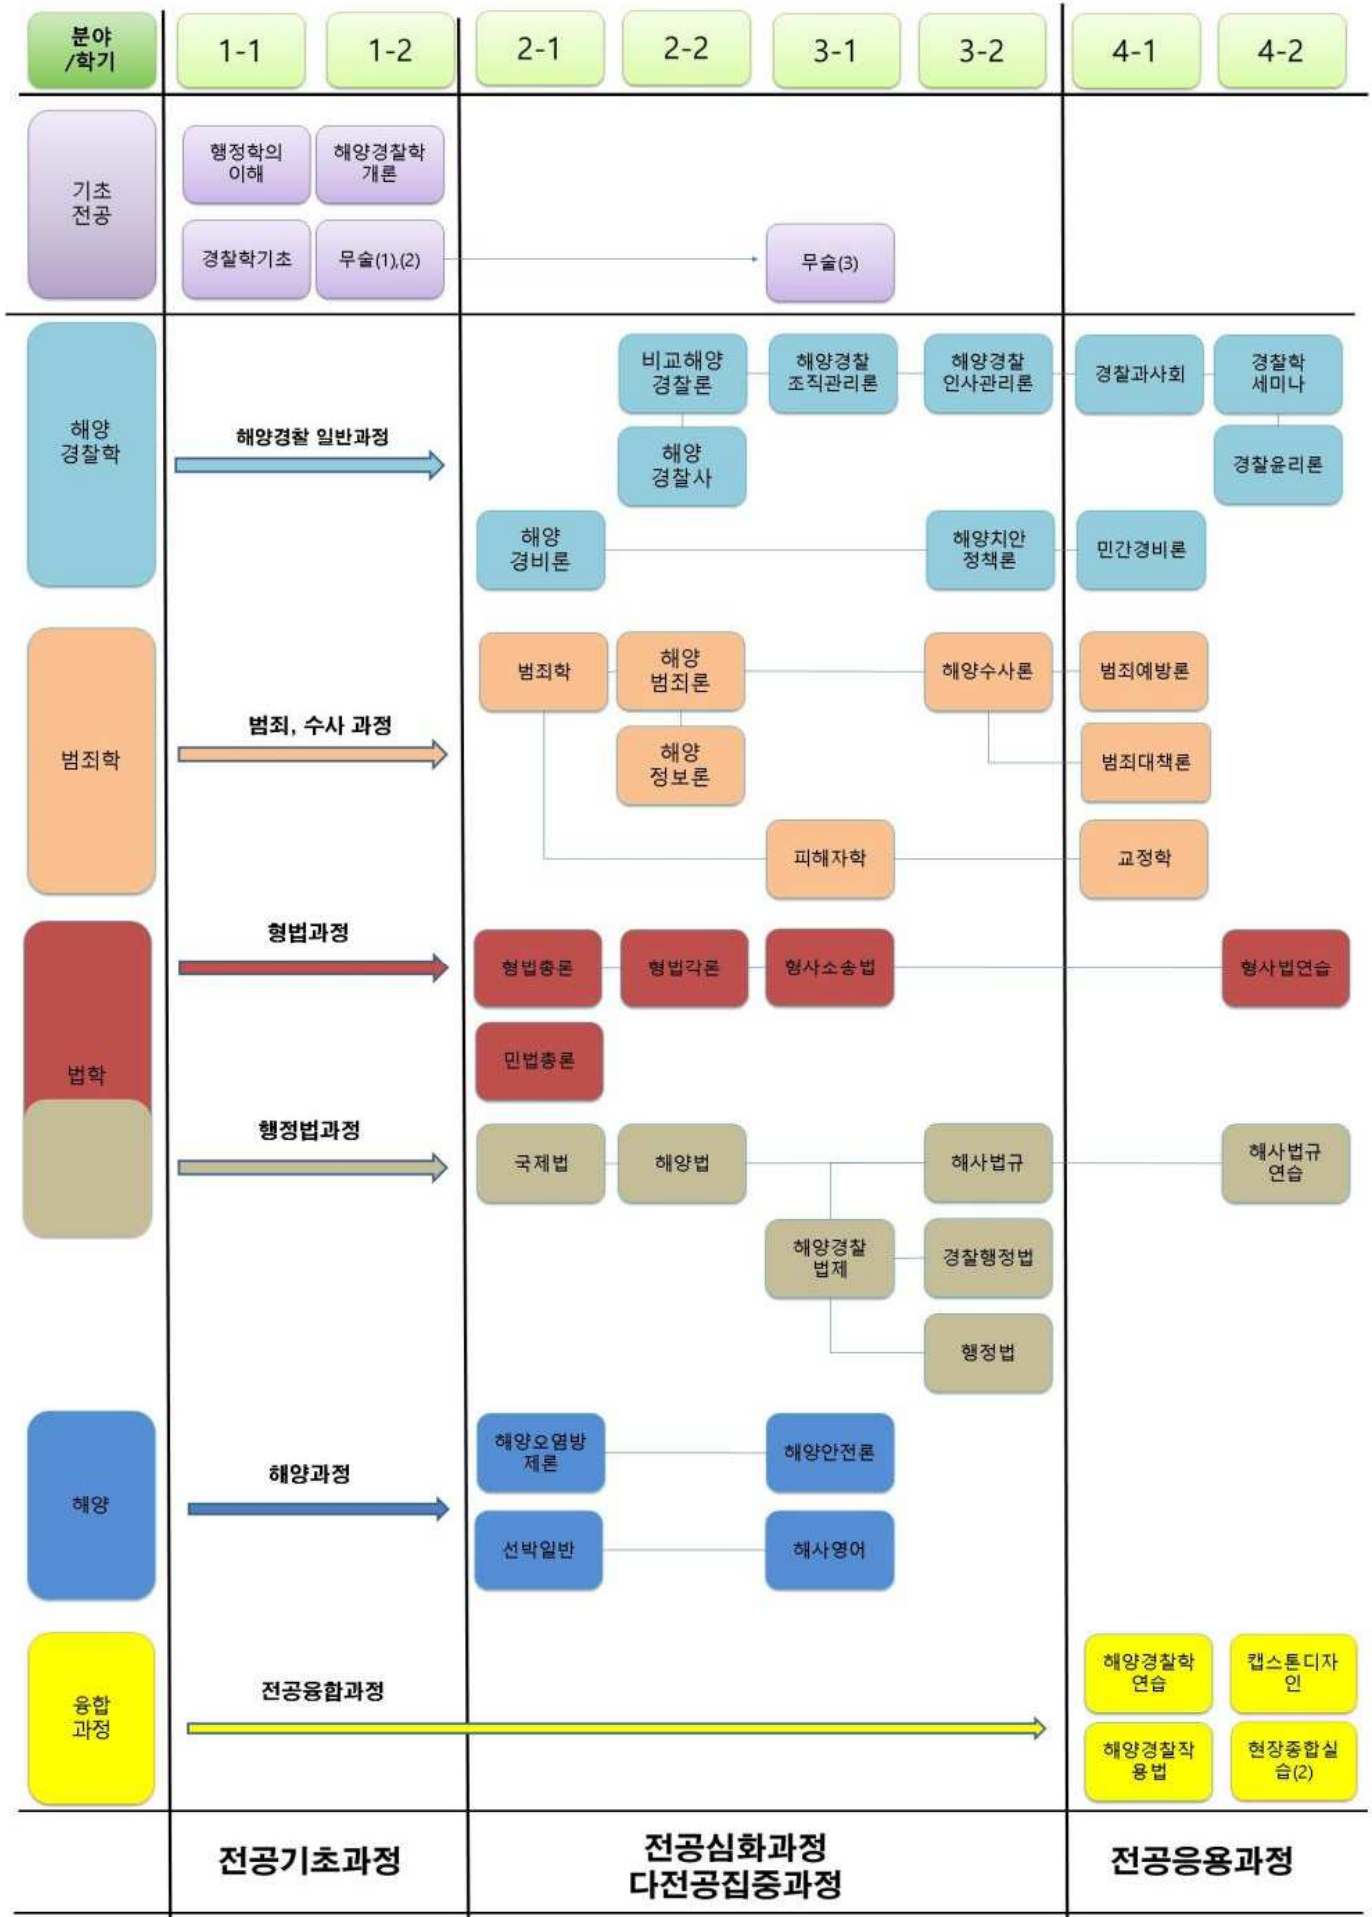 분야
/학기
1-1
1-2
2-1
2-2
3-1
3-2
4-1
4-2
기초
전공
행정학의
이해
해양경찰학
개론
경찰학기초
무술(1),(2)
무술(3)
해양
경찰학
해양경찰 일반과정
비교해양
경찰론
해양경찰
조직관리론
해양경찰
인사관리론
경찰과사회
경찰학
세미나
해양
경찰사
경찰윤리론
해양
경비론
해양치안
정책론
민간경비론
범죄학
범죄, 수사 과정
범죄학
해양
범죄론
해양수사론
범죄예방론
해양
정보론
범죄대책론
피해자학
교정학
법학
형법과정
형법총론
형법각론
형사소송법
형사법연습
민법총론
행정법과정
국제법
해양법
해사법규
해사법규
연습
해양경찰
법제
경찰행정법
행정법
해양
해양과정
해양오염방
제론
해양안전론
선박일반
해사영어
융합
과정
전공융합과정
해양경찰학
연습
캡스톤디자
인
해양경찰작
용법
현장종합실
습(2)
전공기초과정
전공심화과정
다전공집중과정
전공응용과정